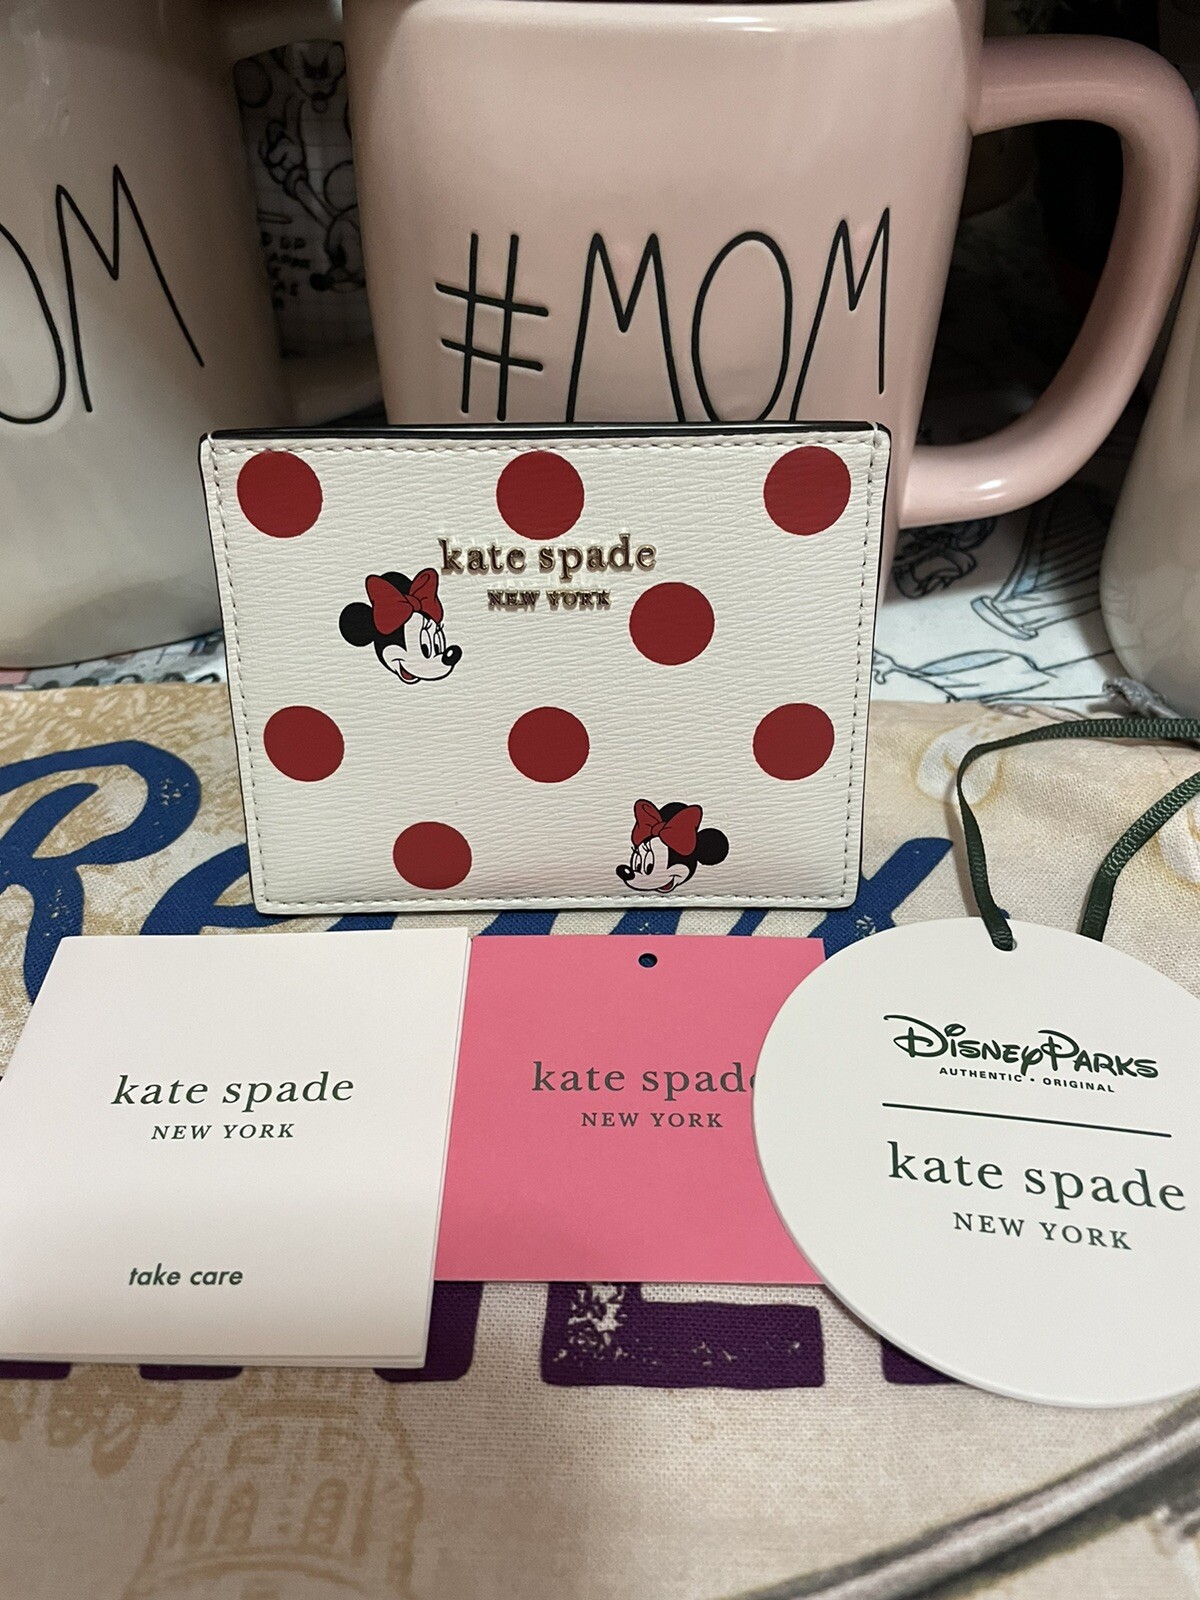 OM
#MOM
kate spade
NEW YORK
kate spade
NEW YORK
take care
kate spade
NEW YORK
DISNEY PARKS
AUTHENTIC • ORIGINAL
kate spade
NEW YORK